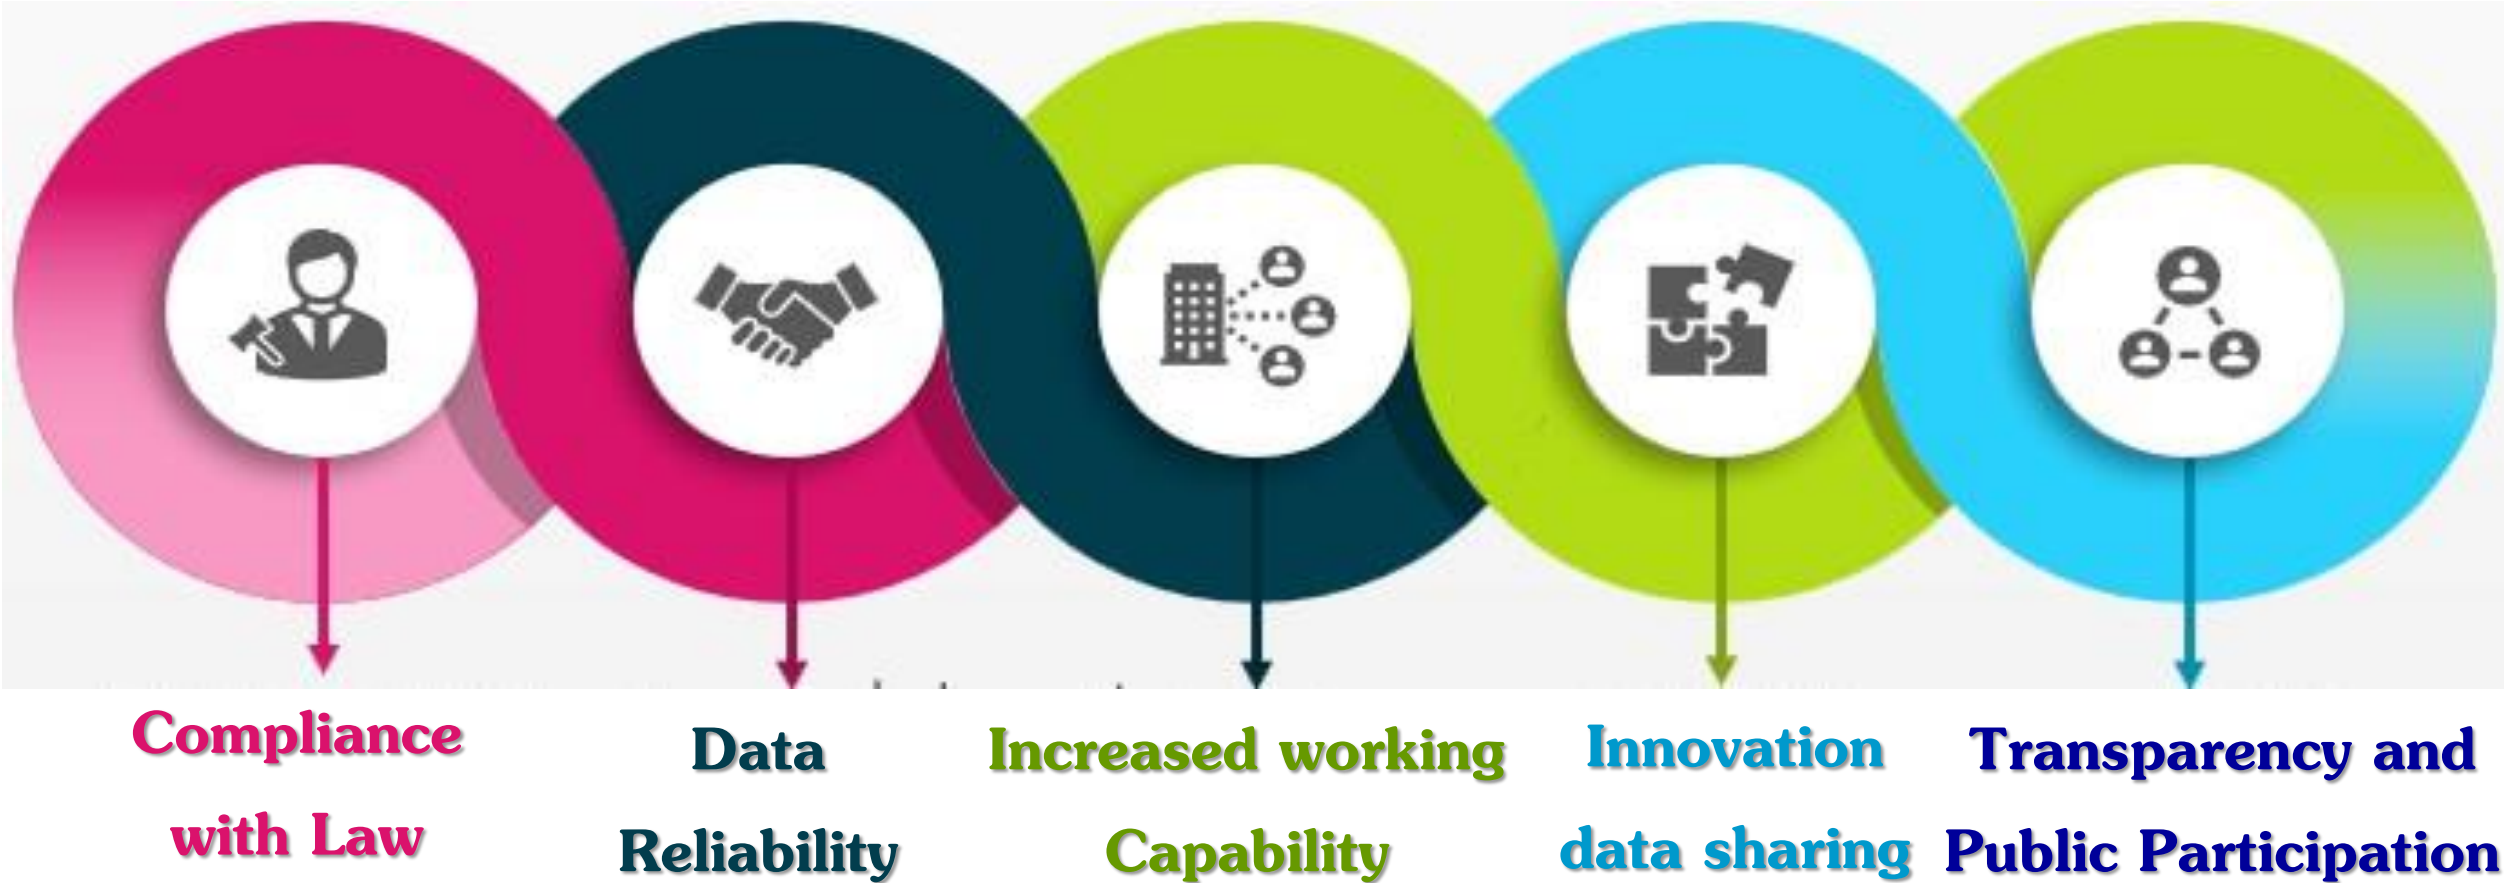 Compliance
with Law
Data
Reliability
Increased working
Capability
Innovation
data sharing
Transparency and
Public Participation